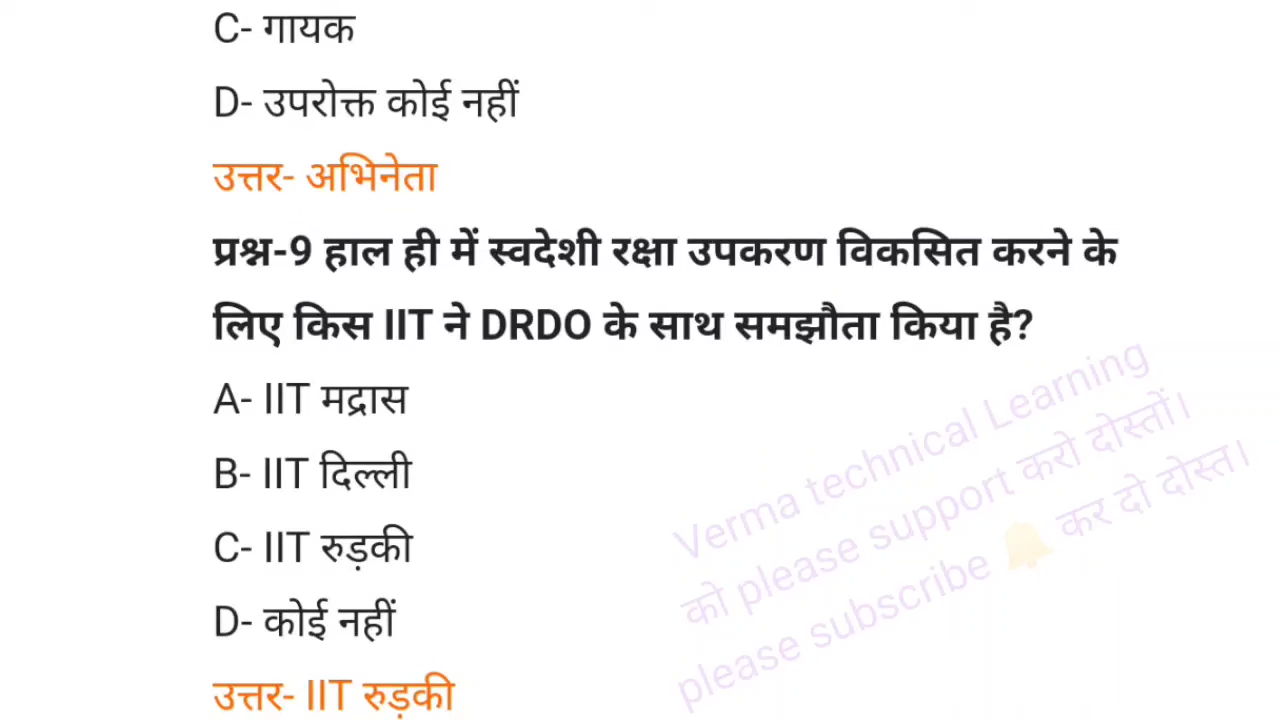 C- गायक
D- उपरोक्त कोई नहीं
उत्तर- अभिनेता
प्रश्न-9 हाल ही में स्वदेशी रक्षा उपकरण विकसित करने के
लिए किस IIT ने DRDO के साथ समझौता किया है?
A- IIT मद्रास
B- IIT दिल्ली
C- IIT रुड़की
D- कोई नहीं
उत्तर- IIT रुड़की
Verma technical Learning
को please support करो दोस्तों।
please subscribe 🔔 कर दो दोस्त।